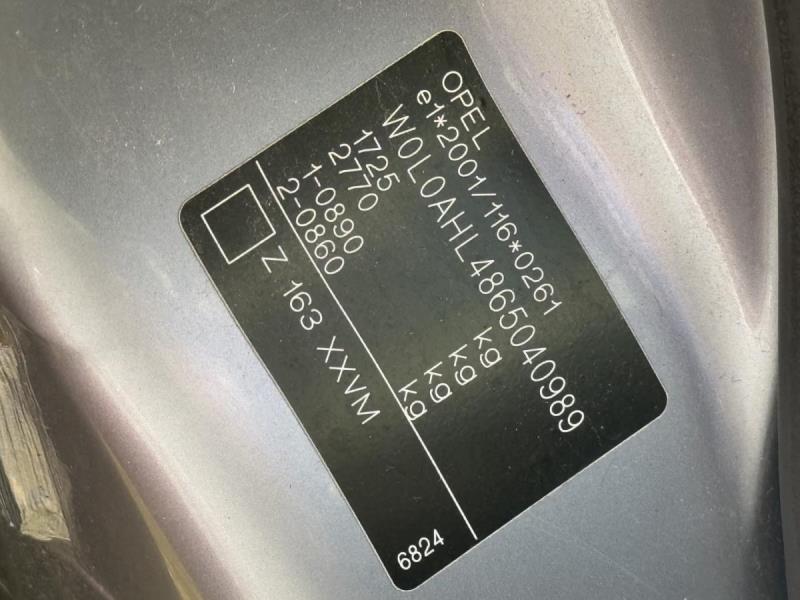 OPEL
e1*2001/116*0261
W0L0AHL4865040989
1725 kg
2770 kg
1-0890 kg
2-0860 kg
Z 163 XXVM
6824